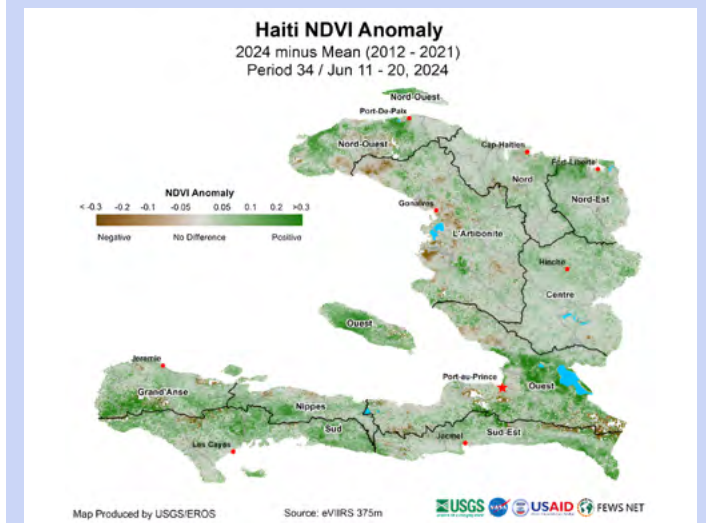 Haiti NDVI Anomaly
2024 minus Mean (2012 - 2021)
Period 34 / Jun 11 - 20, 2024
Nord-Ouest
Port-De-Paix
Nord-Ouest
Cap-Haitien
Fort-Liberte
Nord
Nord-Est
NDVI Anomaly
< -0.3 -0.2 -0.05 0.05 0.1 0.2 >0.3
Negative No Difference Positive
Gonaives
L'Artibonite
Hinche
Centre
Ouest
Jeremie
Port-au-Prince
Ouest
Grand'Anse
Nippes
Sud
Jacmel
Sud-Est
Les Cayes
Map Produced by USGS/EROS
Source: eVIIRS 375m
USGS
NASA
USAID
FEWS NET